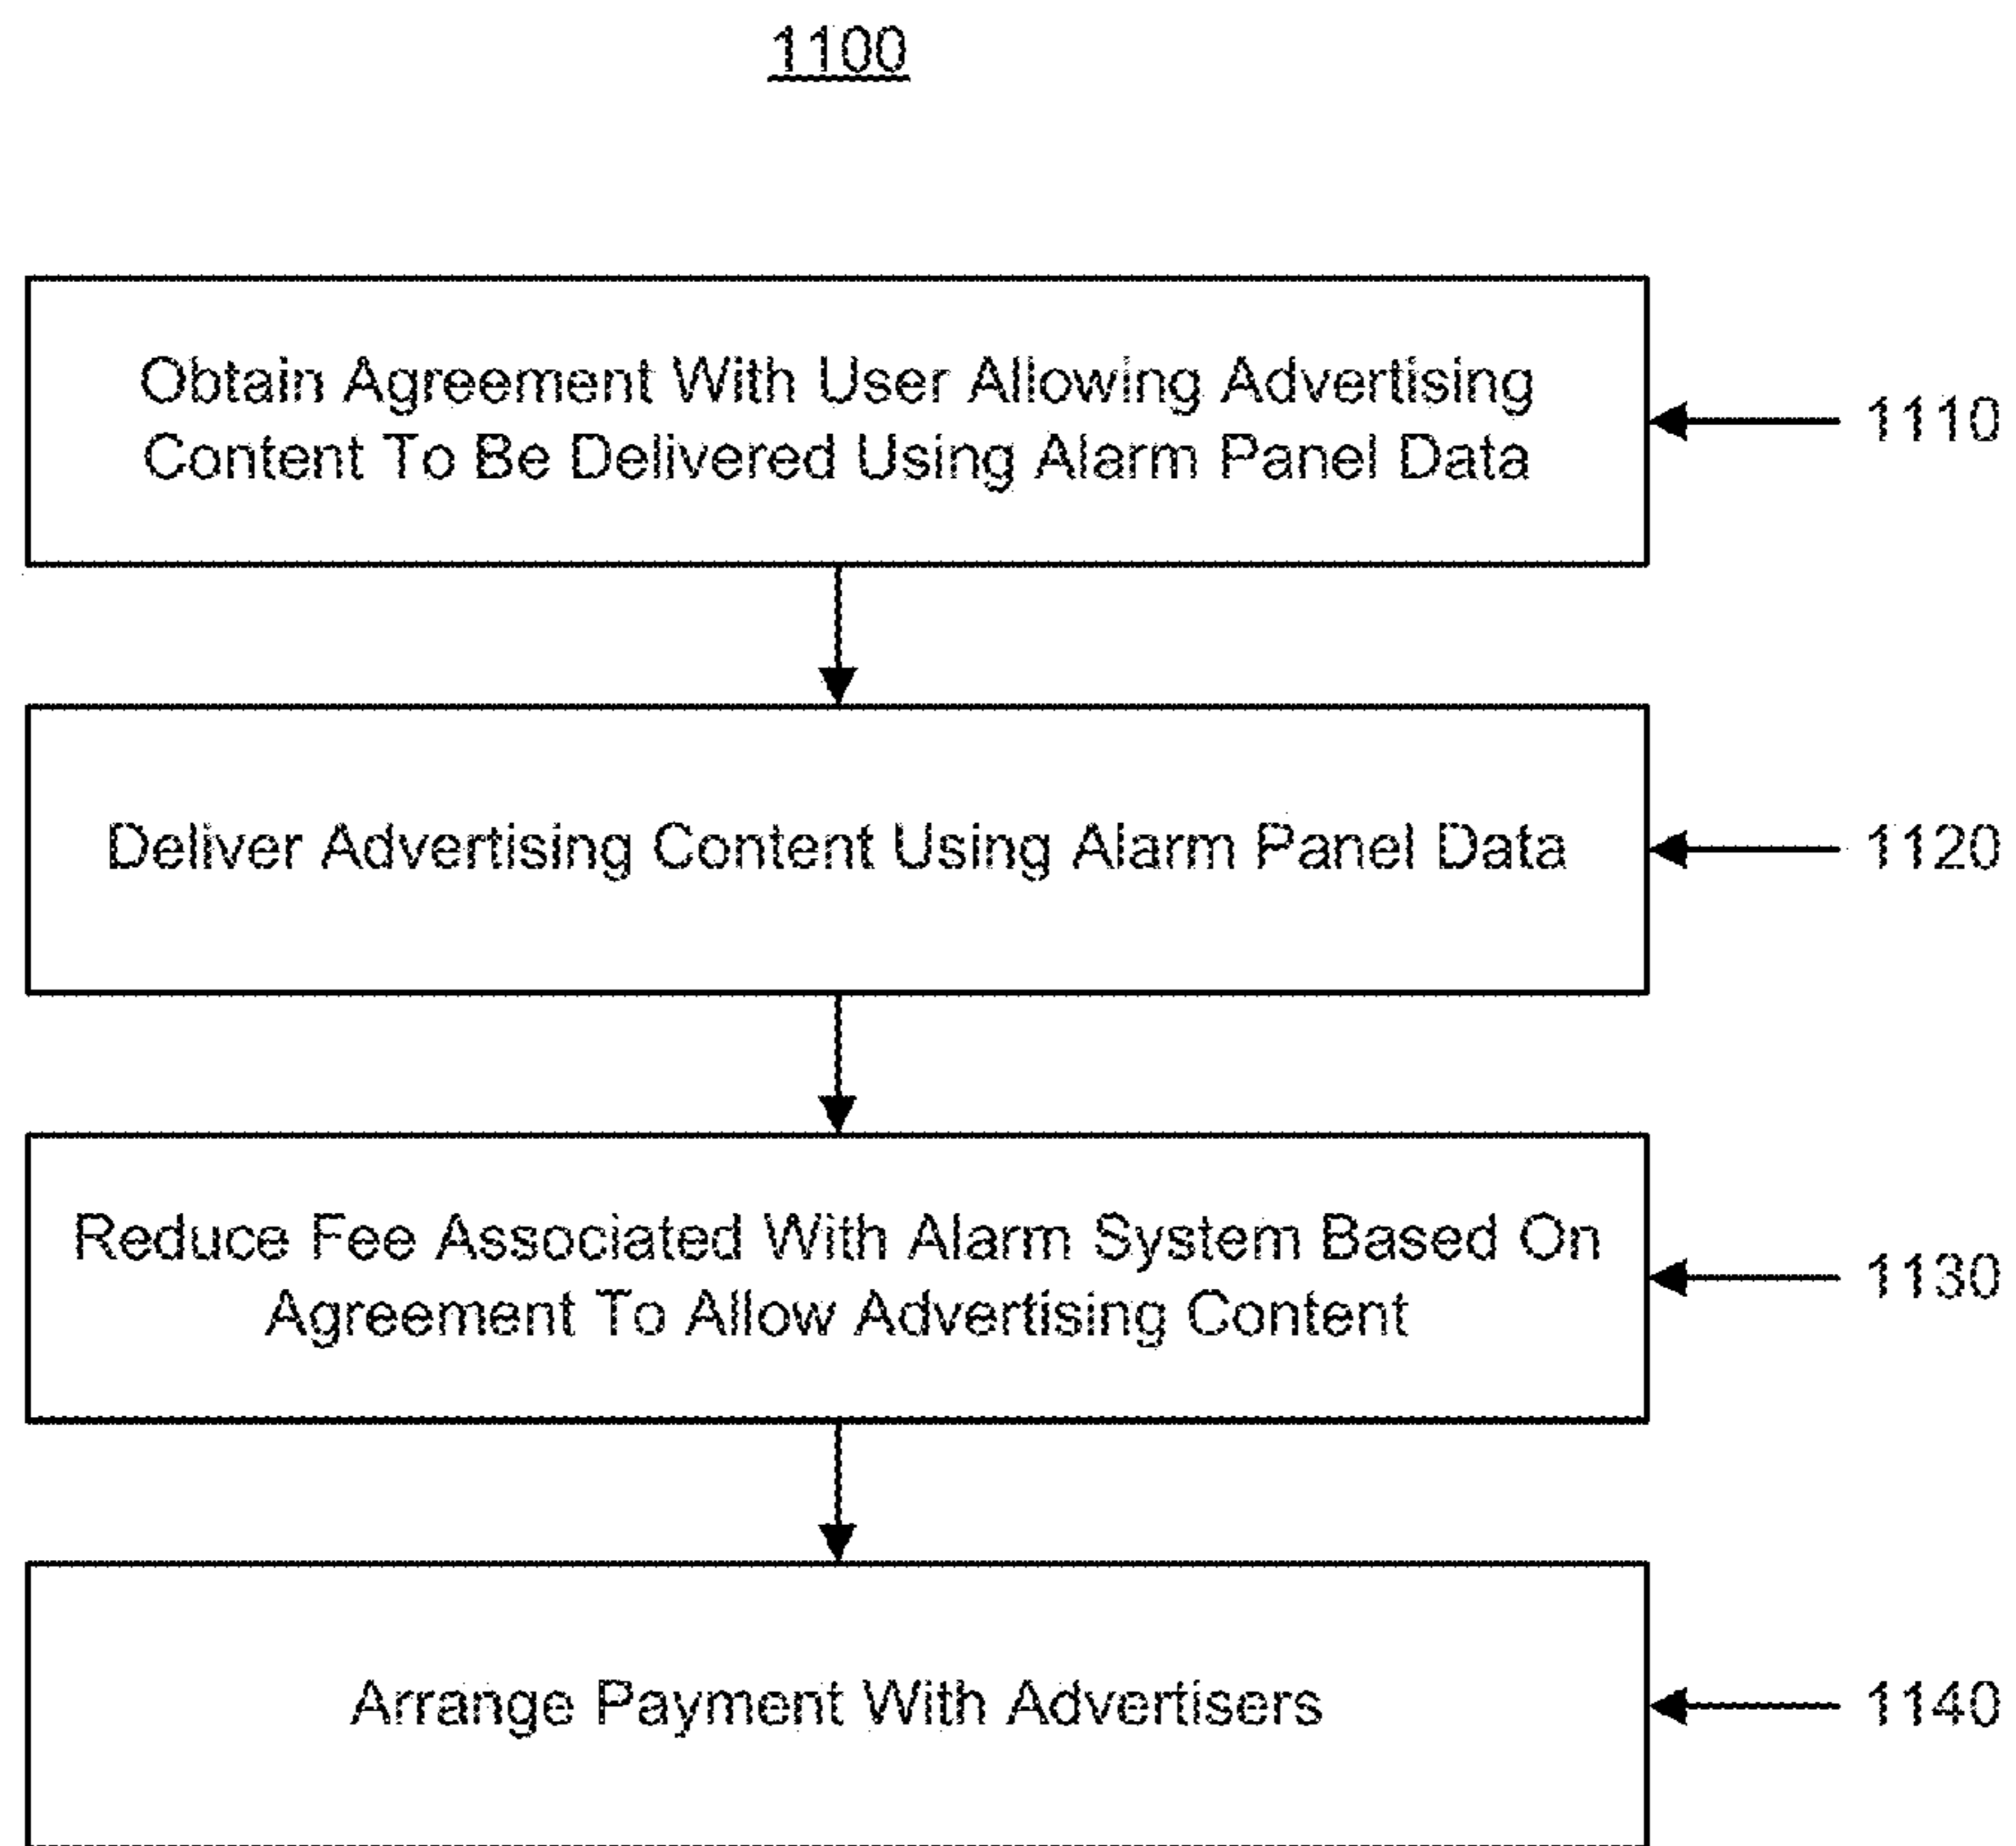 1100
Obtain Agreement With User Allowing Advertising
Content To Be Delivered Using Alarm Panel Data
1110
Deliver Advertising Content Using Alarm Panel Data
1120
Reduce Fee Associated With Alarm System Based On
Agreement To Allow Advertising Content
1130
Arrange Payment With Advertisers
1140